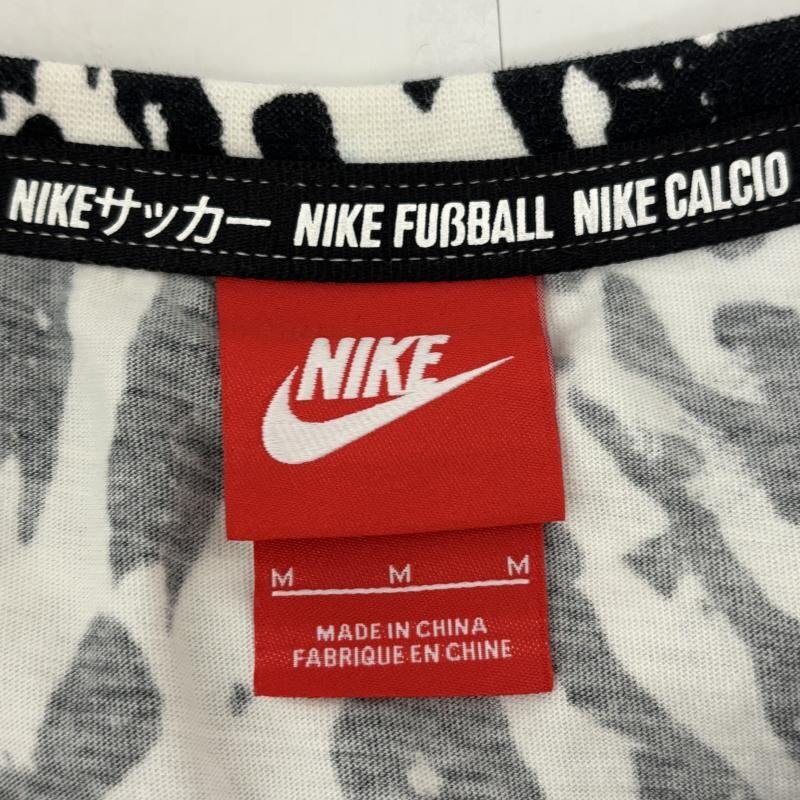 NIKEサッカー NIKE FUßBALL NIKE CALCIO
NIKE
M M M
MADE IN CHINA
FABRIQUE EN CHINE